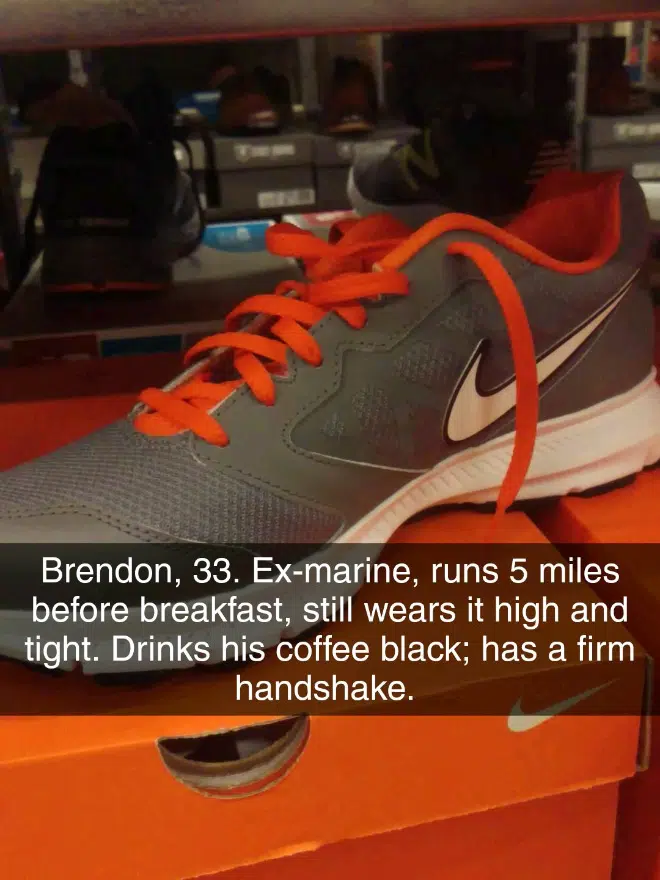 Brendon, 33. Ex-marine, runs 5 miles
before breakfast, still wears it high and
tight. Drinks his coffee black; has a firm
handshake.